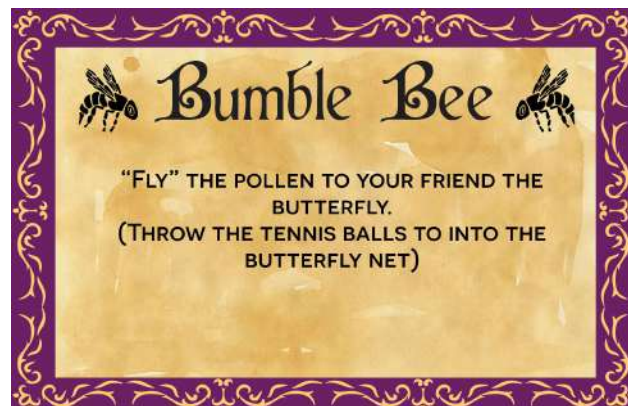 Bumble Bee
“Fly” the pollen to your friend the
butterfly.
(Throw the tennis balls to into the
butterfly net)